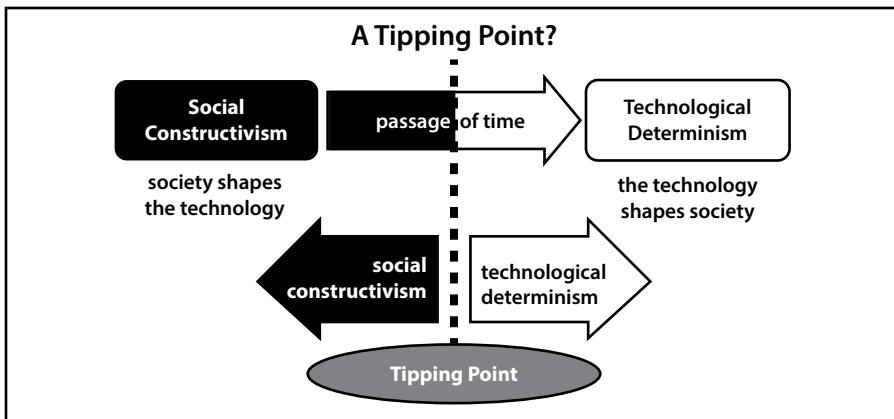 A Tipping Point?
Social
Constructivism
passage of time
Technological
Determinism
society shapes
the technology
the technology
shapes society
social
constructivism
technological
determinism
Tipping Point